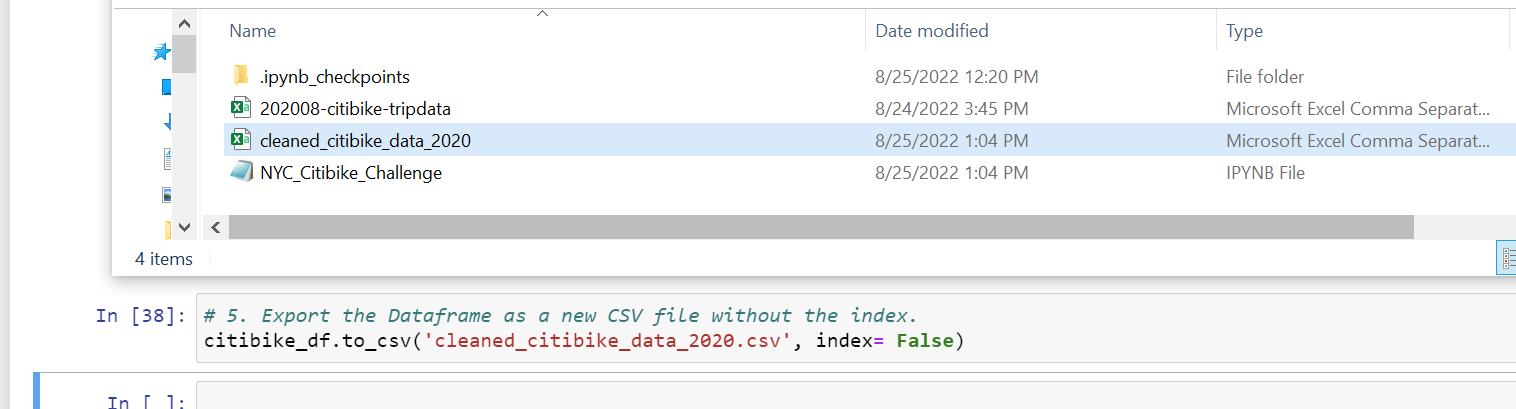 Name Date modified Type
.ipynb_checkpoints 8/25/2022 12:20 PM File folder
202008-citibike-tripdata 8/24/2022 3:45 PM Microsoft Excel Comma Separat...
cleaned_citibike_data_2020 8/25/2022 1:04 PM Microsoft Excel Comma Separat...
NYC_Citibike_Challenge 8/25/2022 1:04 PM IPYNB File
4 items
In [38]: # 5. Export the Dataframe as a new CSV file without the index.
citibike_df.to_csv('cleaned_citibike_data_2020.csv', index= False)
In [ ]: